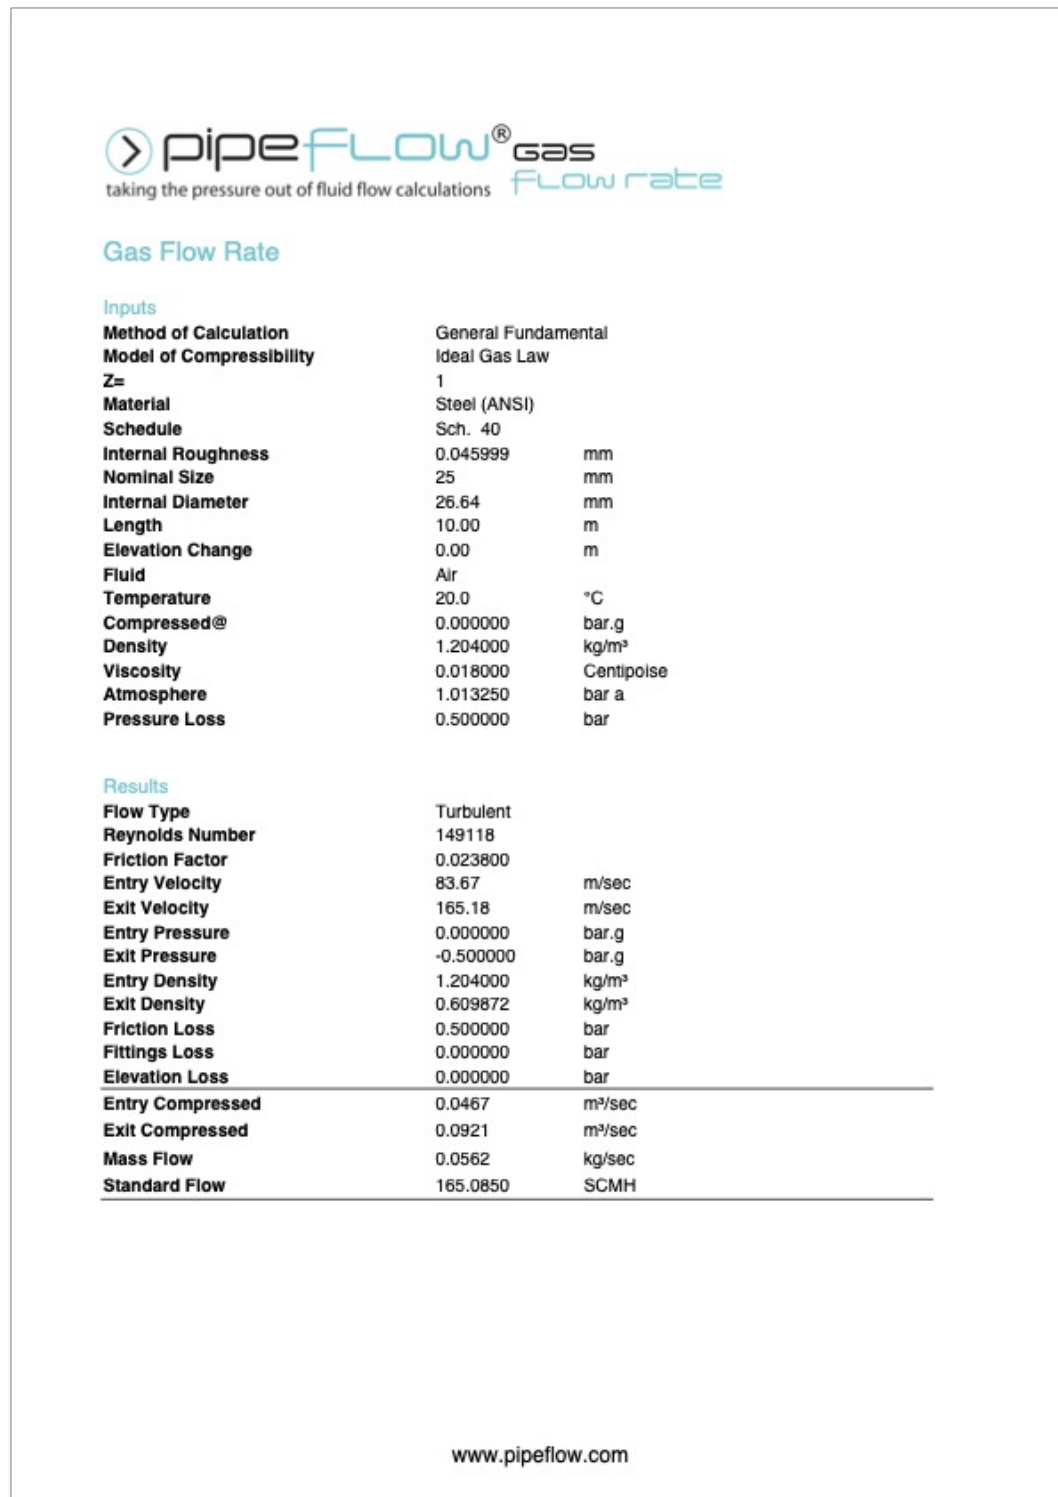 pipeFLOW® Gas
FLOW rate
taking the pressure out of fluid flow calculations
Gas Flow Rate
Inputs
Method of Calculation General Fundamental
Model of Compressibility Ideal Gas Law
Z= 1
Material Steel (ANSI)
Schedule Sch. 40
Internal Roughness 0.045999 mm
Nominal Size 25 mm
Internal Diameter 26.64 mm
Length 10.00 m
Elevation Change 0.00 m
Fluid Air
Temperature 20.0 °C
Compressed@ 0.000000 bar.g
Density 1.204000 kg/m³
Viscosity 0.018000 Centipoise
Atmosphere 1.013250 bar a
Pressure Loss 0.500000 bar
Results
Flow Type Turbulent
Reynolds Number 149118
Friction Factor 0.023800
Entry Velocity 83.67 m/sec
Exit Velocity 165.18 m/sec
Entry Pressure 0.000000 bar.g
Exit Pressure -0.500000 bar.g
Entry Density 1.204000 kg/m³
Exit Density 0.609872 kg/m³
Friction Loss 0.500000 bar
Fittings Loss 0.000000 bar
Elevation Loss 0.000000 bar
Entry Compressed 0.0467 m³/sec
Exit Compressed 0.0921 m³/sec
Mass Flow 0.0562 kg/sec
Standard Flow 165.0850 SCMH
www.pipeflow.com